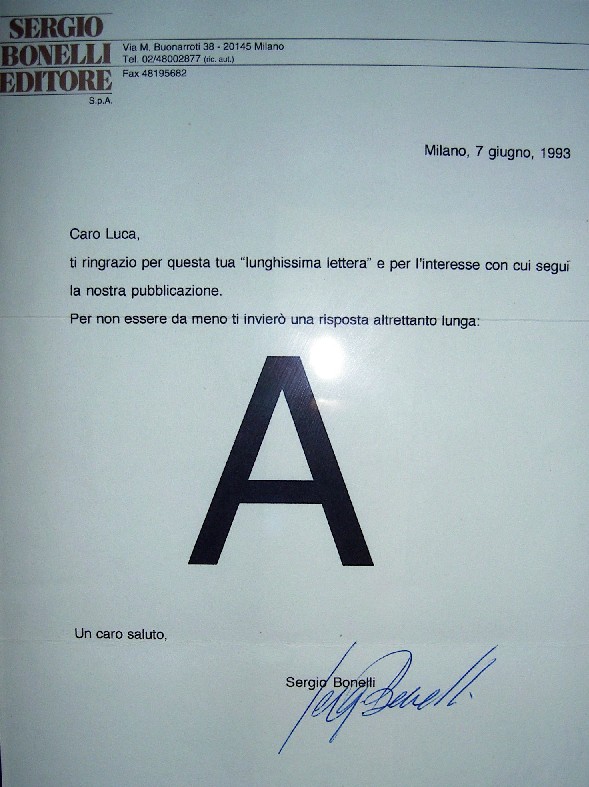 SERGIO
BONELLI
EDITORE
S.p.A.
Via M. Buonarroti 38 - 20145 Milano
Tel. 02/48002877 (ric. aut.)
Fax 48195682
Milano, 7 giugno, 1993
Caro Luca,
ti ringrazio per questa tua “lunghissima lettera” e per l'interesse con cui segui
la nostra pubblicazione.
Per non essere da meno ti invierò una risposta altrettanto lunga:
A
Un caro saluto,
Sergio Bonelli
Sergio Bonelli